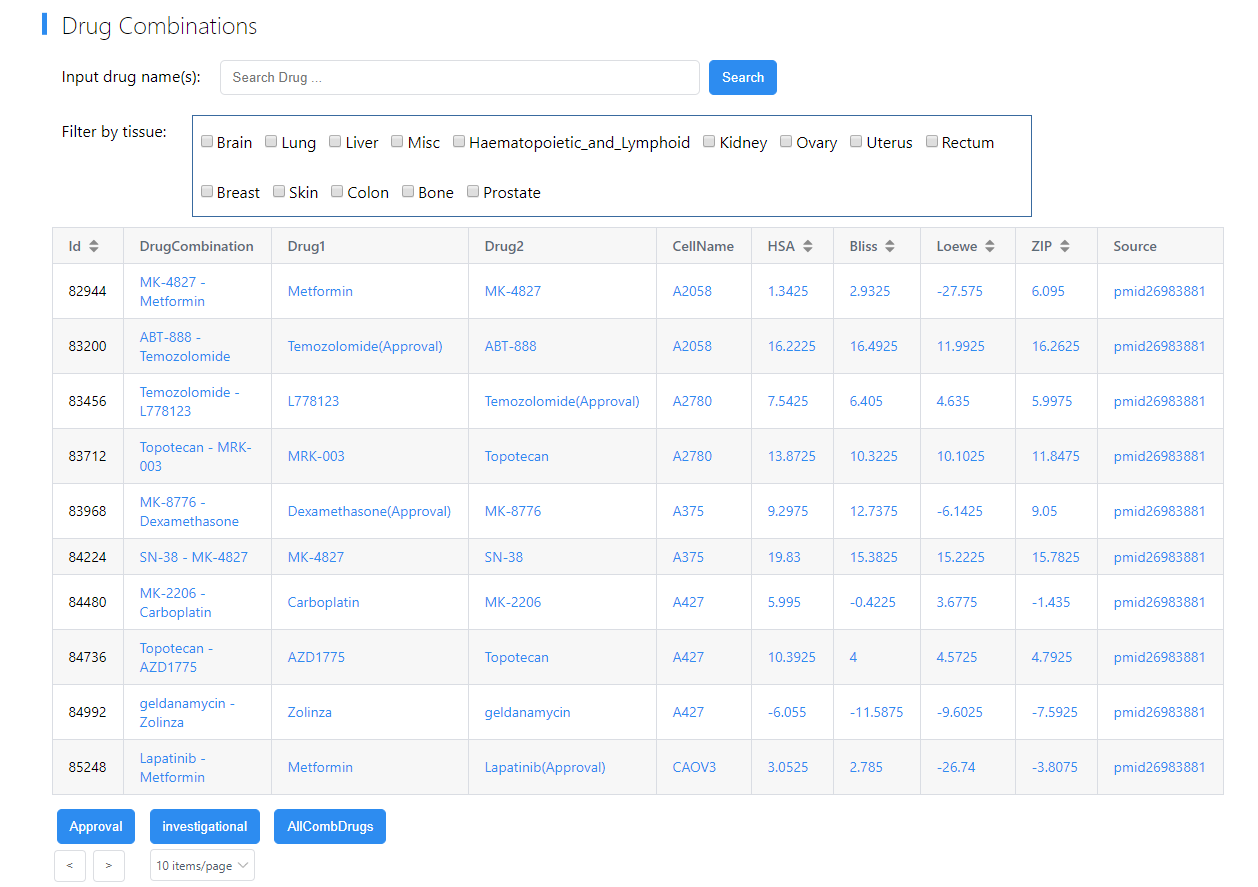 Drug Combinations
Input drug name(s): Search Drug ... Search
Filter by tissue: Brain Lung Liver Misc Haematopoietic_and_Lymphoid Kidney Ovary Uterus Rectum
Breast Skin Colon Bone Prostate
Id DrugCombination Drug1 Drug2 CellName HSA Bliss Loewe ZIP Source
82944 MK-4827 - Metformin Metformin MK-4827 A2058 1.3425 2.9325 -27.575 6.095 pmid26983881
83200 ABT-888 - Temozolomide Temozolomide(Approval) ABT-888 A2058 16.2225 16.4925 11.9925 16.2625 pmid26983881
83456 Temozolomide - L778123 L778123 Temozolomide(Approval) A2780 7.5425 6.405 4.635 5.9975 pmid26983881
83712 Topotecan - MRK-003 MRK-003 Topotecan A2780 13.8725 10.3225 10.1025 11.8475 pmid26983881
83968 MK-8776 - Dexamethasone Dexamethasone(Approval) MK-8776 A375 9.2975 12.7375 -6.1425 9.05 pmid26983881
84224 SN-38 - MK-4827 MK-4827 SN-38 A375 19.83 15.3825 15.2225 15.7825 pmid26983881
84480 MK-2206 - Carboplatin Carboplatin MK-2206 A427 5.995 -0.4225 3.6775 -1.435 pmid26983881
84736 Topotecan - AZD1775 AZD1775 Topotecan A427 10.3925 4 4.5725 4.7925 pmid26983881
84992 geldanamycin - Zolinza Zolinza geldanamycin A427 -6.055 -11.5875 -9.6025 -7.5925 pmid26983881
85248 Lapatinib - Metformin Metformin Lapatinib(Approval) CAOV3 3.0525 2.785 -26.74 -3.8075 pmid26983881
Approval investigational AllCombDrugs
< > 10 items/page